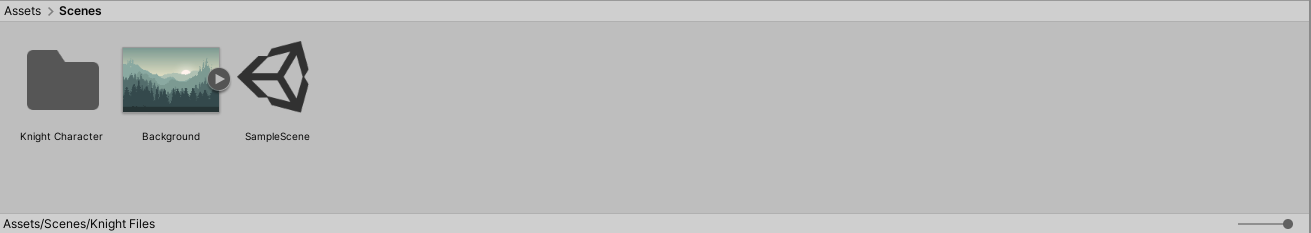 Assets > Scenes
Knight Character
Background
SampleScene
Assets/Scenes/Knight Files